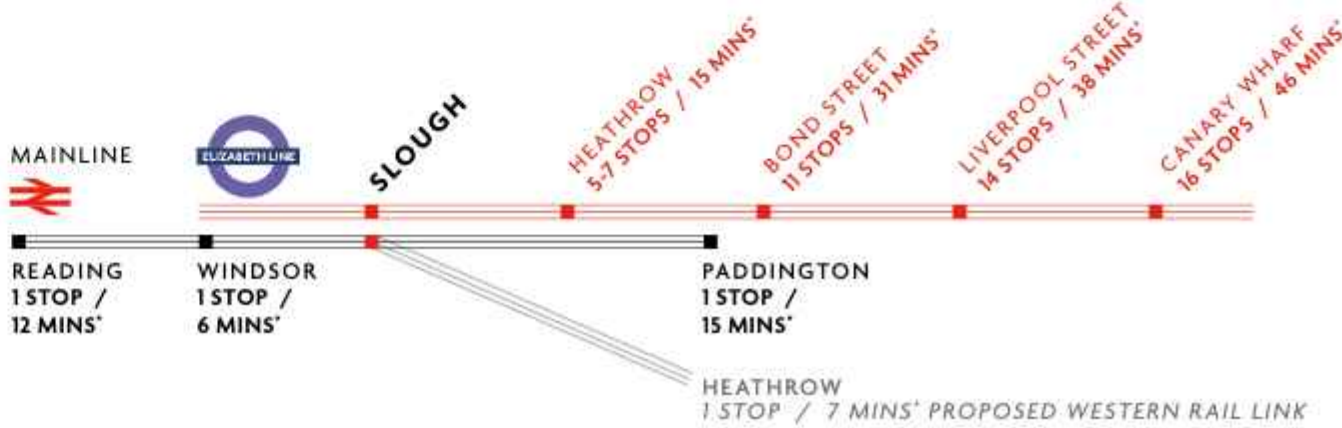 MAINLINE
ELIZABETH LINE
SLOUGH
HEATHROW
5-7 STOPS / 15 MINS*
BOND STREET
11 STOPS / 31 MINS*
LIVERPOOL STREET
14 STOPS / 38 MINS*
CANARY WHARF
16 STOPS / 46 MINS*
READING
1 STOP /
12 MINS*
WINDSOR
1 STOP /
6 MINS*
PADDINGTON
1 STOP /
15 MINS*
HEATHROW
1 STOP / 7 MINS* PROPOSED WESTERN RAIL LINK